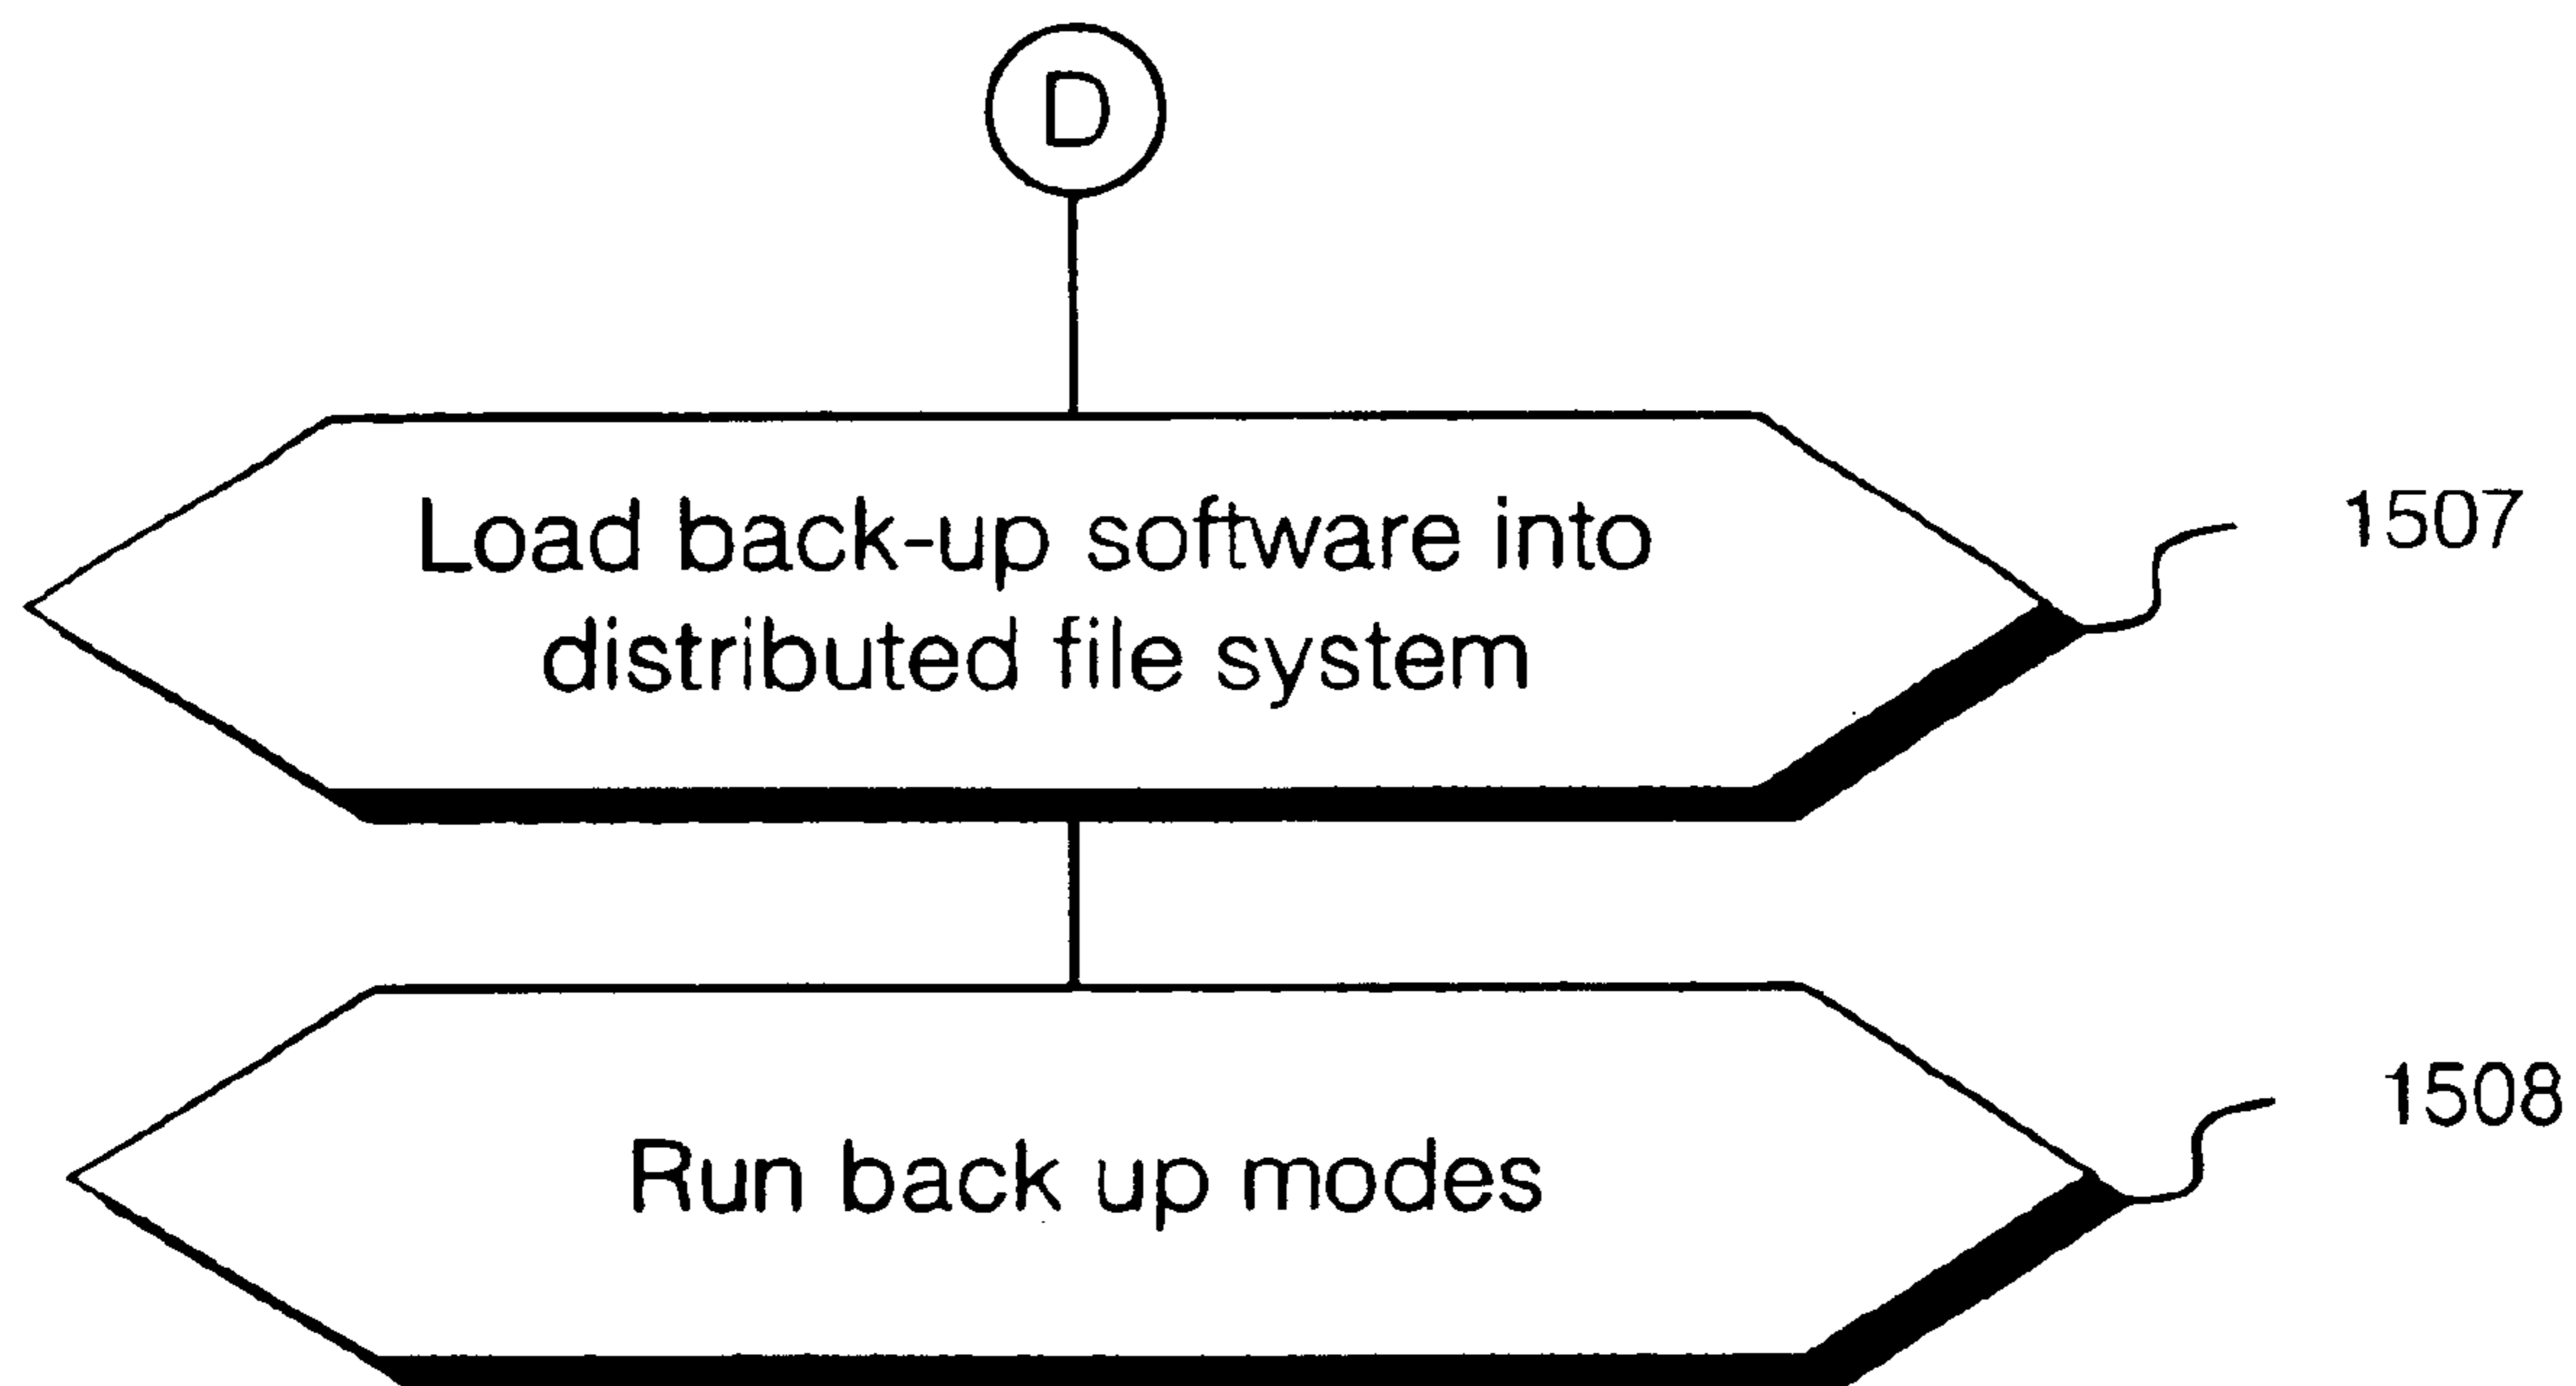 D
Load back-up software into
distributed file system
1507
Run back up modes
1508